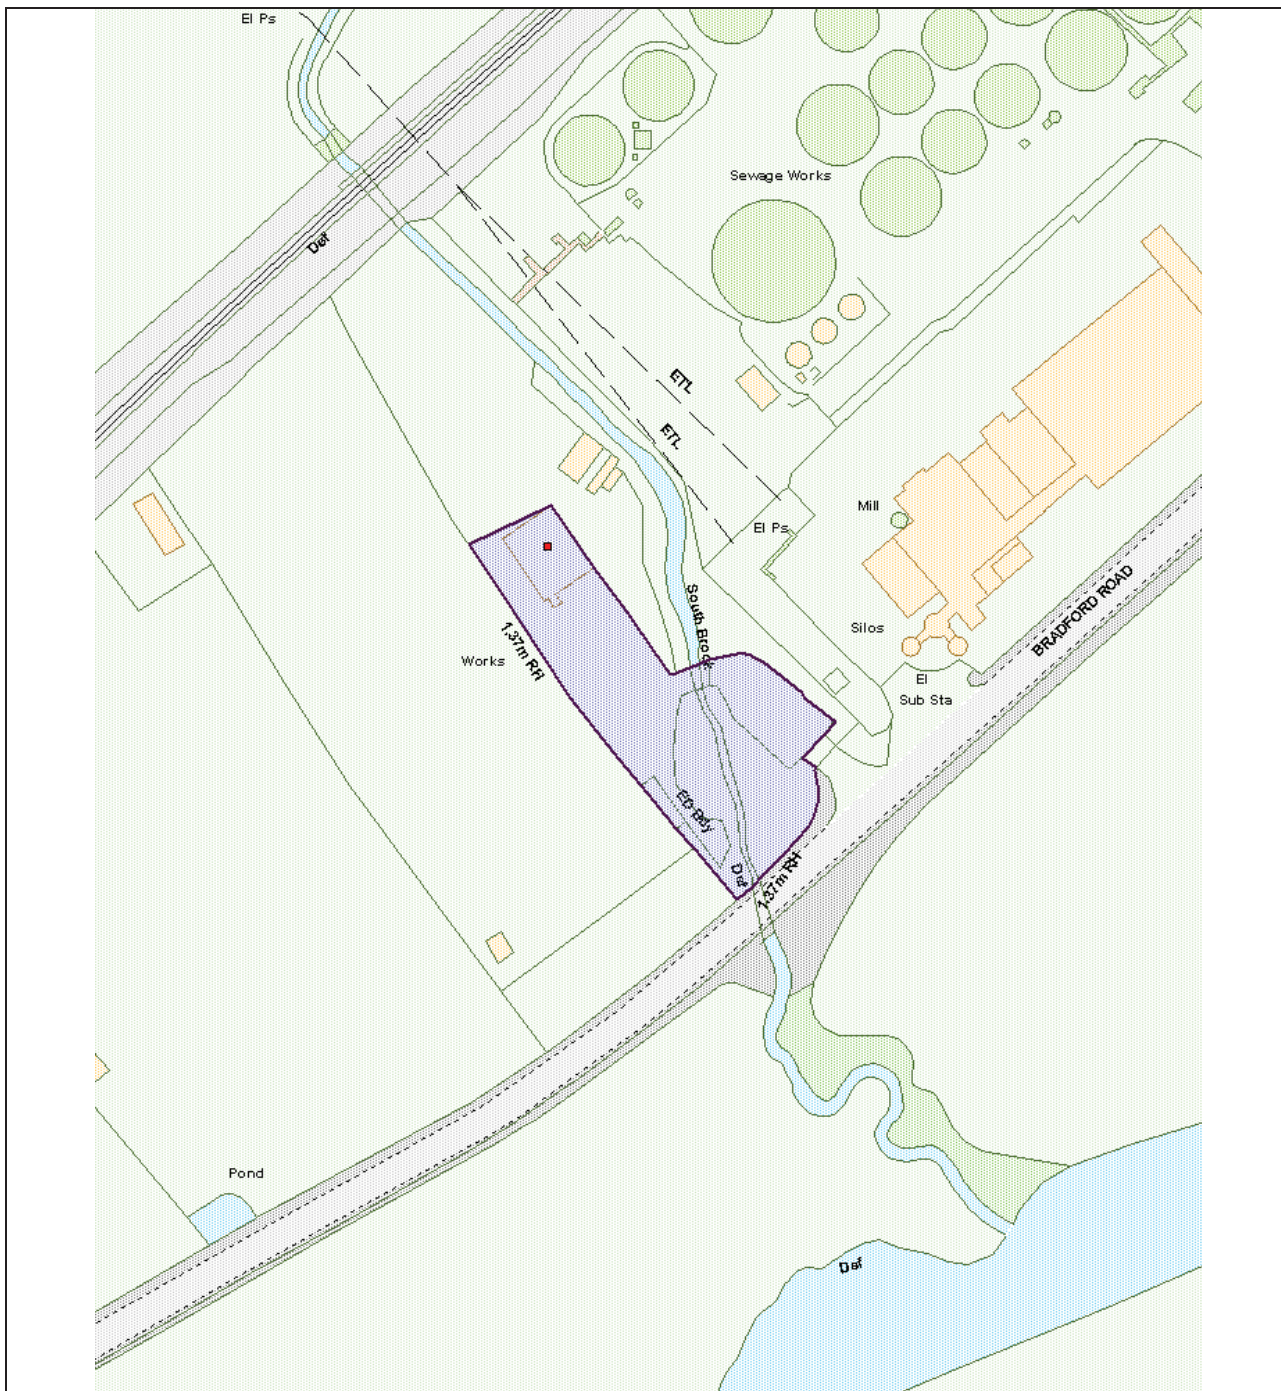 El Ps
Sewage Works
Def
ETL
ETL
Mill
El Ps
South Brook
BRADFORD ROAD
Silos
1.37m RH
Works
El
Sub Sta
ED Bdy
Def
1.37m RH
Pond
Def